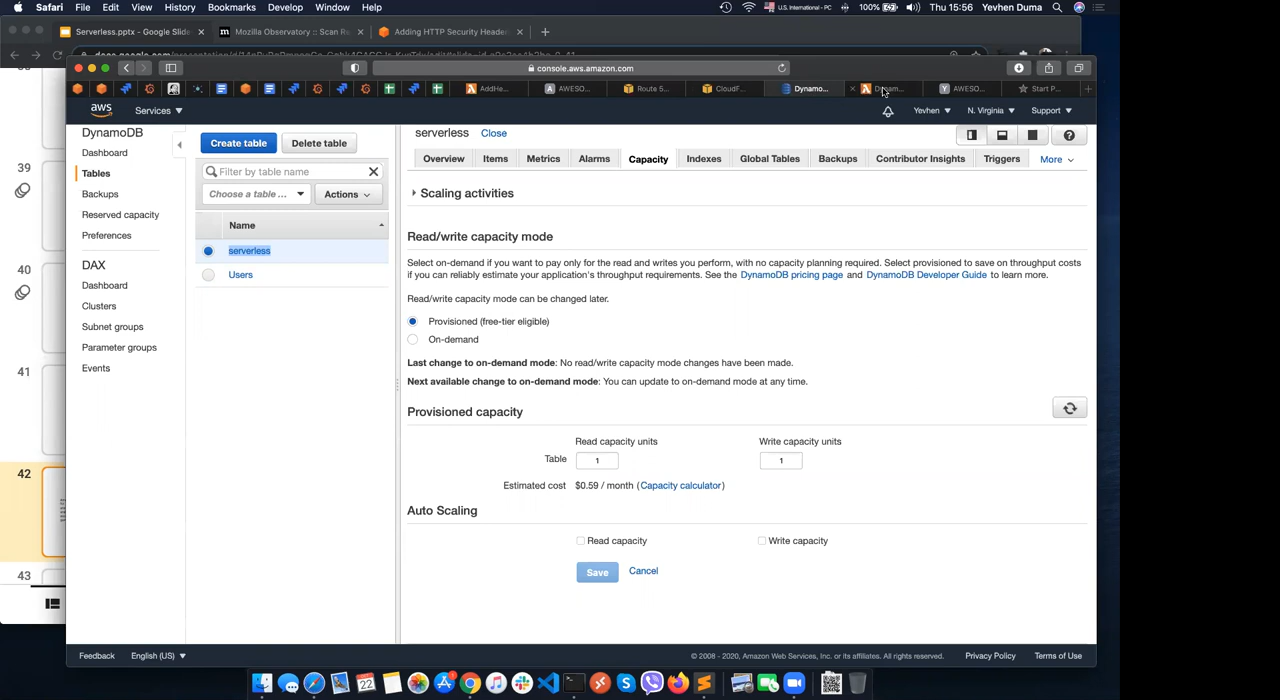 Safari File Edit View History Bookmarks Develop Window Help
U.S. International - PC 100% Thu 15:56 Yevhen Duma
Serverless.pptx - Google Slide × Mozilla Observatory :: Scan Re × Adding HTTP Security Header ×
console.aws.amazon.com
AddHe... AWESO... Route 5... CloudF... Dynamo... Dynam... AWESO... Start P...
aws Services Yevhen N. Virginia Support
DynamoDB
Dashboard
Tables
Backups
Reserved capacity
Preferences
DAX
Dashboard
Clusters
Subnet groups
Parameter groups
Events
Create table Delete table
Filter by table name
Choose a table ... Actions
Name
serverless
Users
serverless Close
Overview Items Metrics Alarms Capacity Indexes Global Tables Backups Contributor Insights Triggers More
Scaling activities
Read/write capacity mode
Select on-demand if you want to pay only for the read and writes you perform, with no capacity planning required. Select provisioned to save on throughput costs
if you can reliably estimate your application's throughput requirements. See the DynamoDB pricing page and DynamoDB Developer Guide to learn more.
Read/write capacity mode can be changed later.
Provisioned (free-tier eligible)
On-demand
Last change to on-demand mode: No read/write capacity mode changes have been made.
Next available change to on-demand mode: You can update to on-demand mode at any time.
Provisioned capacity
Read capacity units Write capacity units
Table 1 1
Estimated cost $0.59 / month (Capacity calculator)
Auto Scaling
Read capacity Write capacity
Save Cancel
39
40
41
42
43
Feedback English (US) © 2008 - 2020, Amazon Web Services, Inc. or its affiliates. All rights reserved. Privacy Policy Terms of Use
22